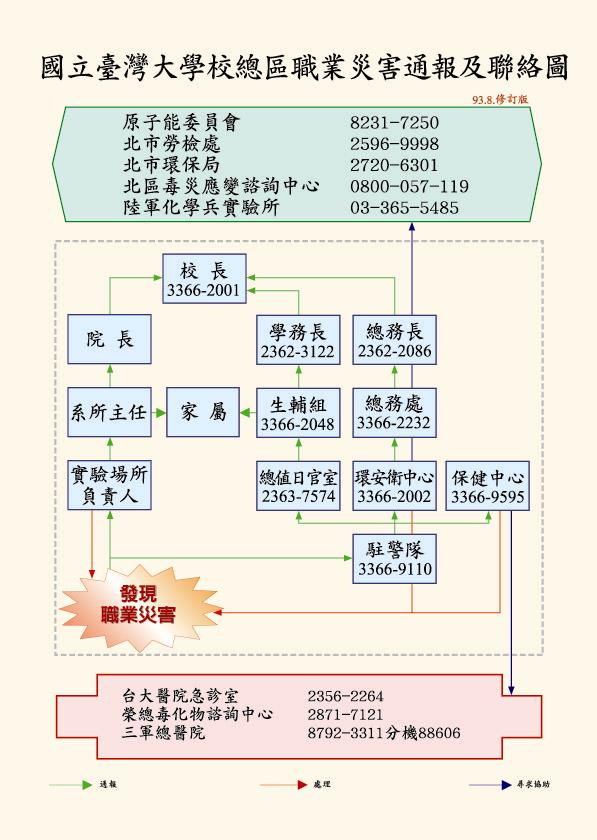 國立臺灣大學校總區職業災害通報及聯絡圖
93.8.修訂版
原子能委員會 8231-7250
北市勞檢處 2596-9998
北市環保局 2720-6301
北區毒災應變諮詢中心 0800-057-119
陸軍化學兵實驗所 03-365-5485
校 長
3366-2001
院 長
學務長
2362-3122
總務長
2362-2086
系所主任
家 屬
生輔組
3366-2048
總務處
3366-2232
實驗場所
負責人
總值日官室
2363-7574
環安衛中心
3366-2002
保健中心
3366-9595
駐警隊
3366-9110
發現
職業災害
台大醫院急診室 2356-2264
榮總毒化物諮詢中心 2871-7121
三軍總醫院 8792-3311分機88606
通報 處理 尋求協助